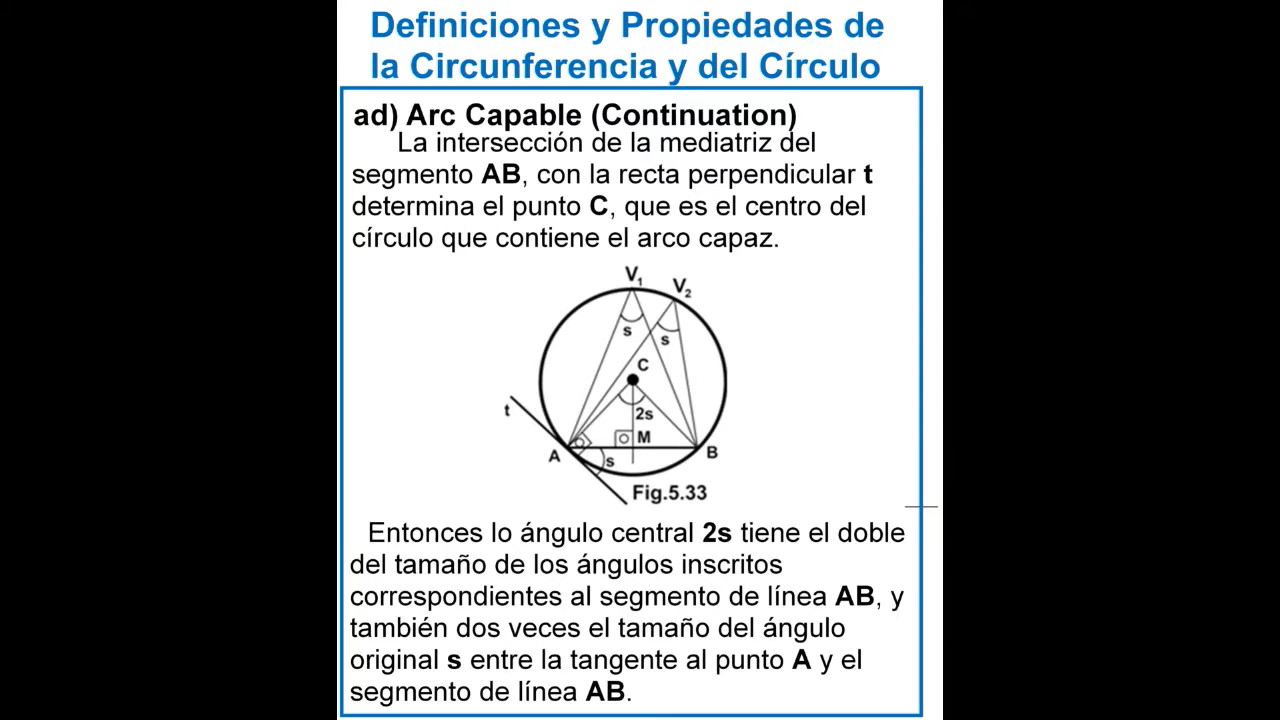 Definiciones y Propiedades de
la Circunferencia y del Círculo
ad) Arc Capable (Continuation)
La intersección de la mediatriz del
segmento AB, con la recta perpendicular t
determina el punto C, que es el centro del
círculo que contiene el arco capaz.
V₁
V₂
s
s
C
t
2s
M
A
s
B
Fig.5.33
Entonces lo ángulo central 2s tiene el doble
del tamaño de los ángulos inscritos
correspondientes al segmento de línea AB, y
también dos veces el tamaño del ángulo
original s entre la tangente al punto A y el
segmento de línea AB.